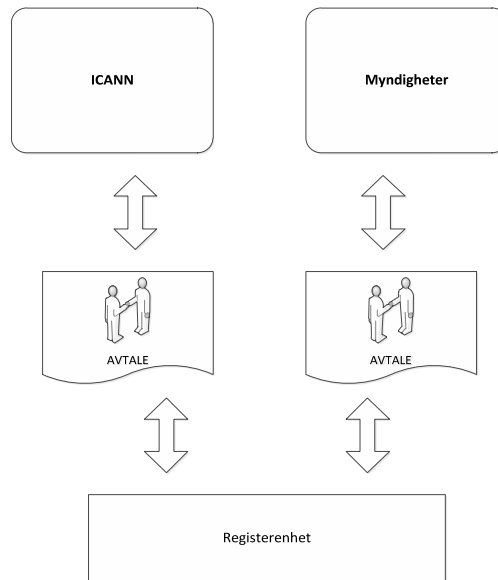 ICANN
Myndigheter
AVTALE
AVTALE
Registerenhet